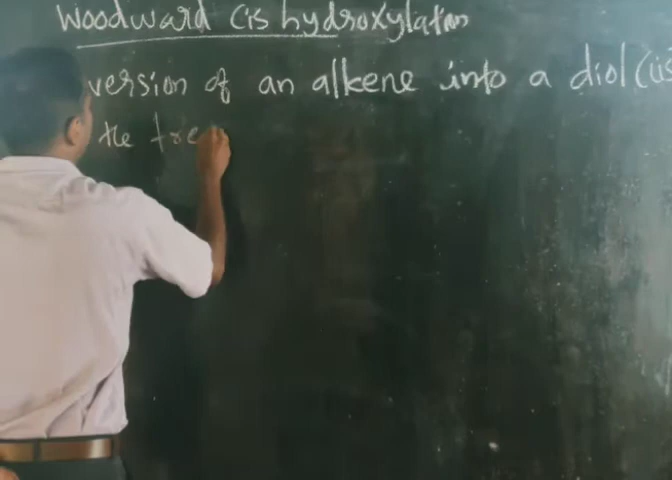 Woodward Cis hydroxylation
version of an alkene into a diol (cis
the tre